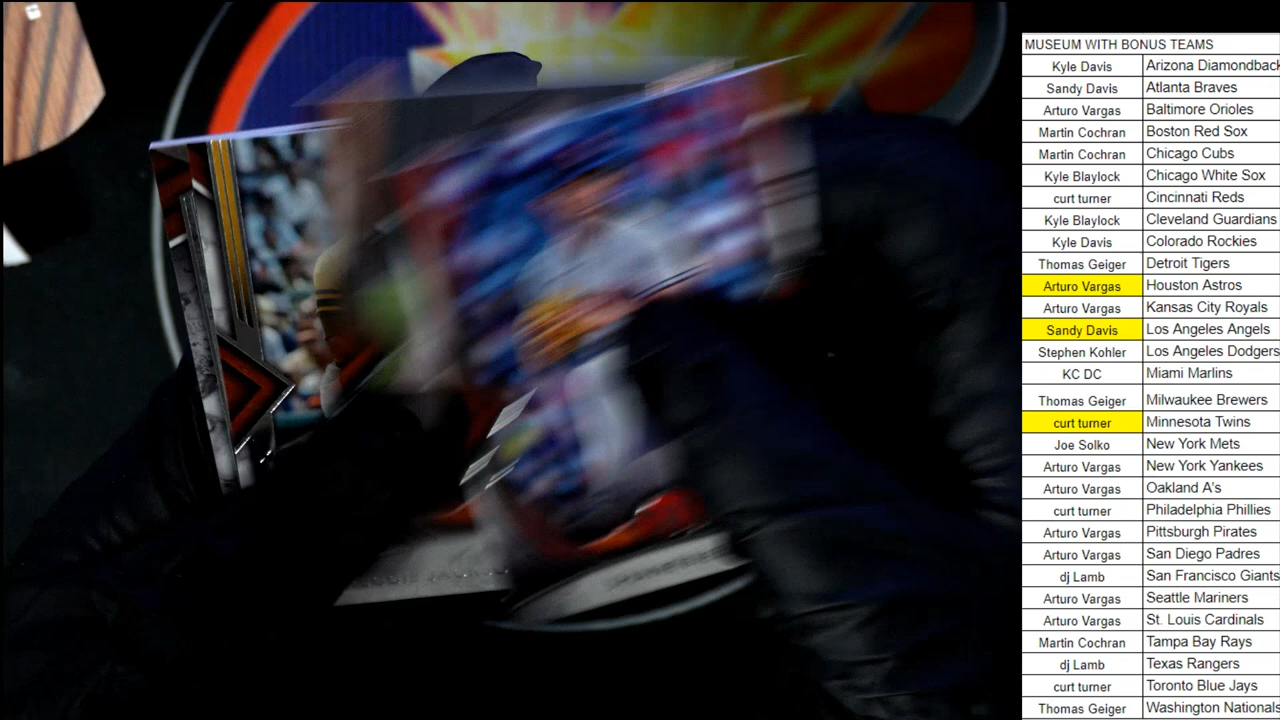 MUSEUM WITH BONUS TEAMS
Kyle Davis Arizona Diamondback
Sandy Davis Atlanta Braves
Arturo Vargas Baltimore Orioles
Martin Cochran Boston Red Sox
Martin Cochran Chicago Cubs
Kyle Blaylock Chicago White Sox
curt turner Cincinnati Reds
Kyle Blaylock Cleveland Guardians
Kyle Davis Colorado Rockies
Thomas Geiger Detroit Tigers
Arturo Vargas Houston Astros
Arturo Vargas Kansas City Royals
Sandy Davis Los Angeles Angels
Stephen Kohler Los Angeles Dodgers
KC DC Miami Marlins
Thomas Geiger Milwaukee Brewers
curt turner Minnesota Twins
Joe Solko New York Mets
Arturo Vargas New York Yankees
Arturo Vargas Oakland A's
curt turner Philadelphia Phillies
Arturo Vargas Pittsburgh Pirates
Arturo Vargas San Diego Padres
dj Lamb San Francisco Giants
Arturo Vargas Seattle Mariners
Arturo Vargas St. Louis Cardinals
Martin Cochran Tampa Bay Rays
dj Lamb Texas Rangers
curt turner Toronto Blue Jays
Thomas Geiger Washington Nationals